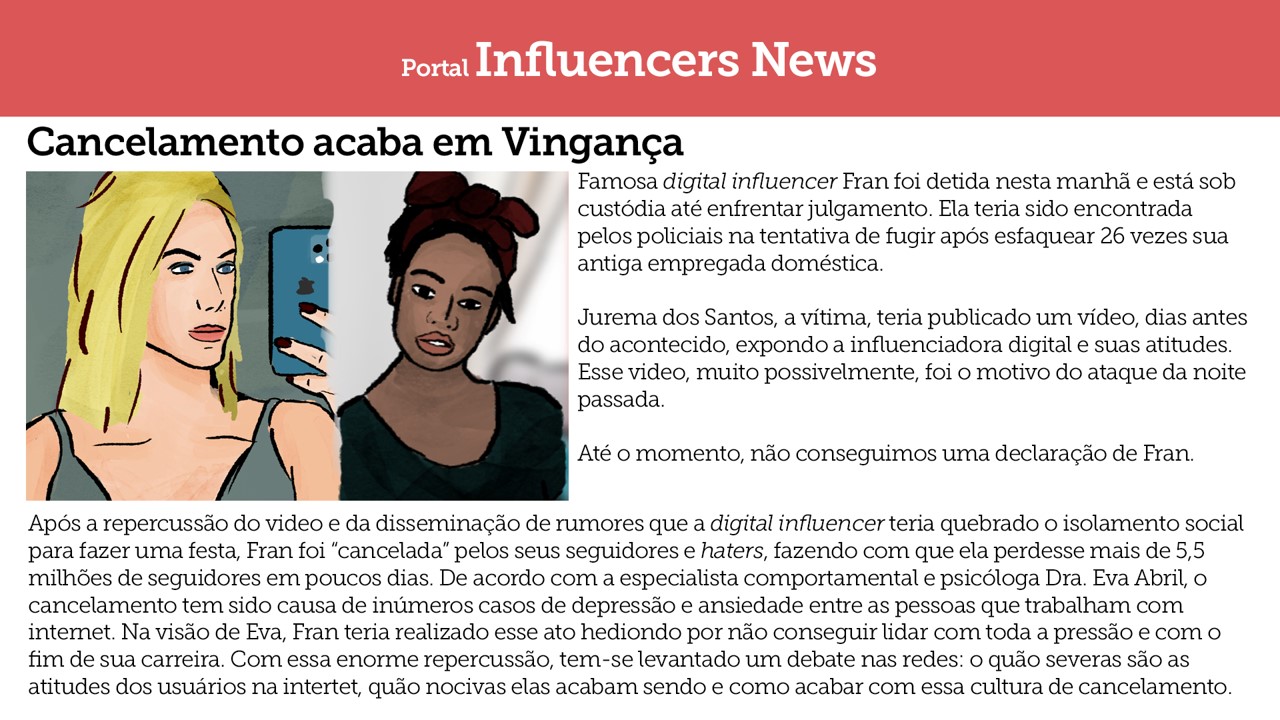 Portal Influencers News
Cancelamento acaba em Vingança
Famosa digital influencer Fran foi detida nesta manhã e está sob
custódia até enfrentar julgamento. Ela teria sido encontrada
pelos policiais na tentativa de fugir após esfaquear 26 vezes sua
antiga empregada doméstica.
Jurema dos Santos, a vítima, teria publicado um vídeo, dias antes
do acontecido, expondo a influenciadora digital e suas atitudes.
Esse video, muito possivelmente, foi o motivo do ataque da noite
passada.
Até o momento, não conseguimos uma declaração de Fran.
Após a repercussão do video e da disseminação de rumores que a digital influencer teria quebrado o isolamento social
para fazer uma festa, Fran foi “cancelada” pelos seus seguidores e haters, fazendo com que ela perdesse mais de 5,5
milhões de seguidores em poucos dias. De acordo com a especialista comportamental e psicóloga Dra. Eva Abril, o
cancelamento tem sido causa de inúmeros casos de depressão e ansiedade entre as pessoas que trabalham com
internet. Na visão de Eva, Fran teria realizado esse ato hediondo por não conseguir lidar com toda a pressão e com o
fim de sua carreira. Com essa enorme repercussão, tem-se levantado um debate nas redes: o quão severas são as
atitudes dos usuários na intertet, quão nocivas elas acabam sendo e como acabar com essa cultura de cancelamento.